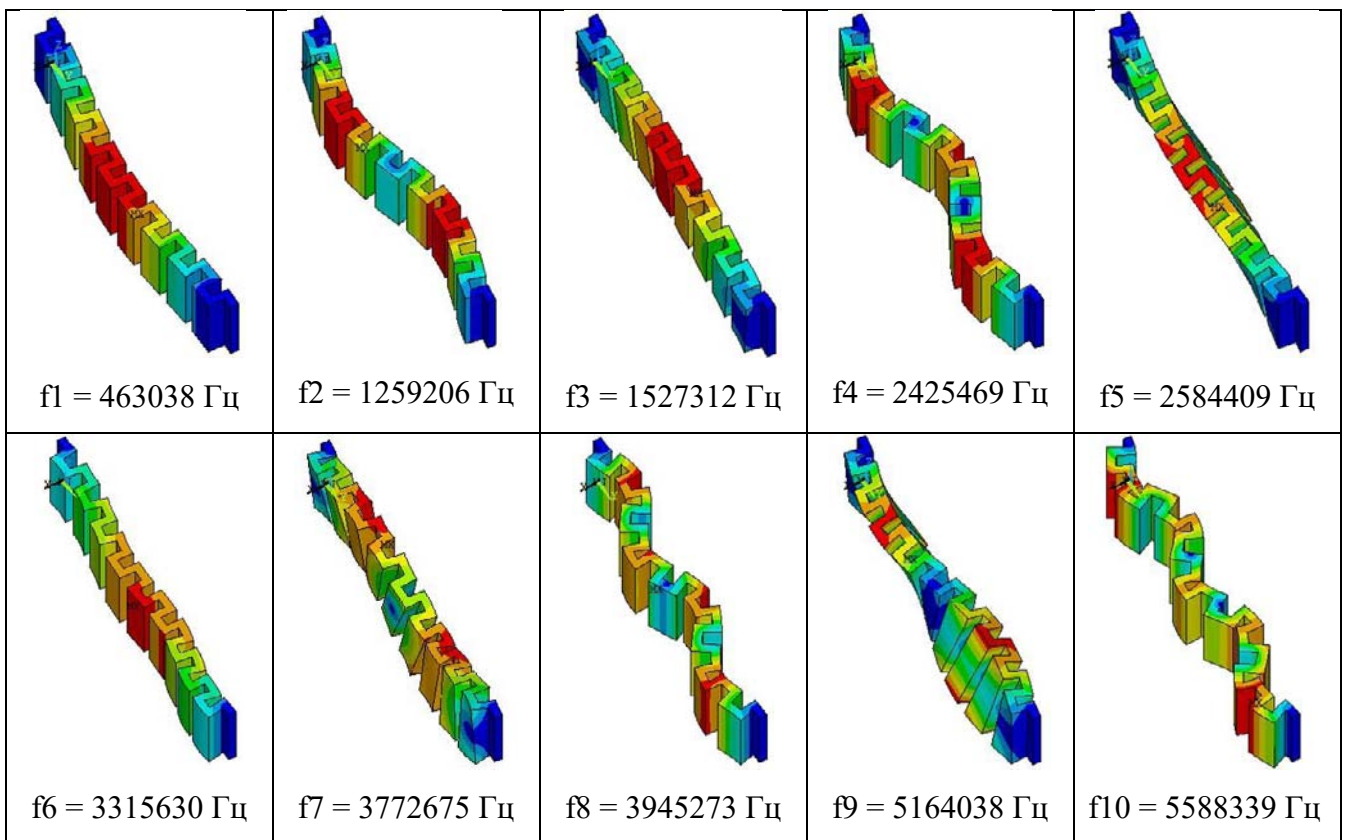 f1 = 463038 Гц
f2 = 1259206 Гц
f3 = 1527312 Гц
f4 = 2425469 Гц
f5 = 2584409 Гц
f6 = 3315630 Гц
f7 = 3772675 Гц
f8 = 3945273 Гц
f9 = 5164038 Гц
f10 = 5588339 Гц